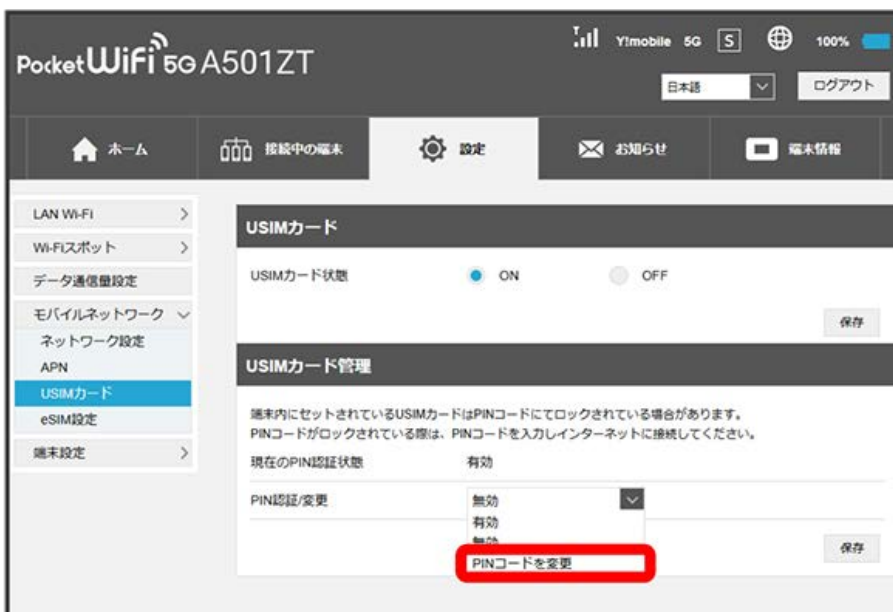 Pocket WiFi 5G A501ZT
Y!mobile 5G S 100%
日本語 ログアウト
ホーム 接続中の端末 設定 お知らせ 端末情報
LAN Wi-Fi
Wi-Fiスポット
データ通信量設定
モバイルネットワーク
ネットワーク設定
APN
USIMカード
eSIM設定
端末設定
USIMカード
USIMカード状態 ON OFF
保存
USIMカード管理
端末内にセットされているUSIMカードはPINコードにてロックされている場合があります。
PINコードがロックされている際は、PINコードを入力しインターネットに接続してください。
現在のPIN認証状態 有効
PIN認証/変更 無効
有効
無効
PINコードを変更
保存